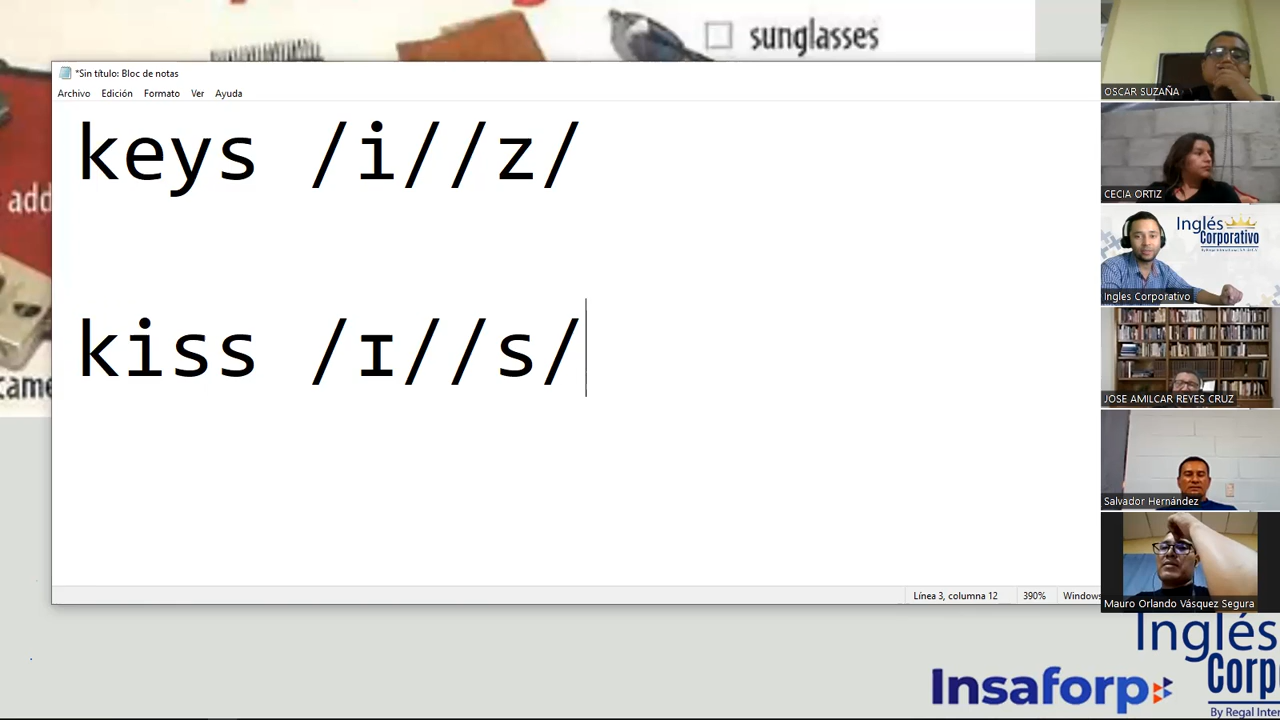 sunglasses
*Sin título: Bloc de notas
Archivo Edición Formato Ver Ayuda
keys /i//z/
kiss /ɪ//s/
add
came
Línea 3, columna 12 390% Windows
OSCAR SUZAÑA
CECIA ORTIZ
Inglés
Corporativo
Ingles Corporativo
JOSE AMILCAR REYES CRUZ
Salvador Hernández
Mauro Orlando Vásquez Segura
Inglés
Corp
By Regal Inter
Insaforp